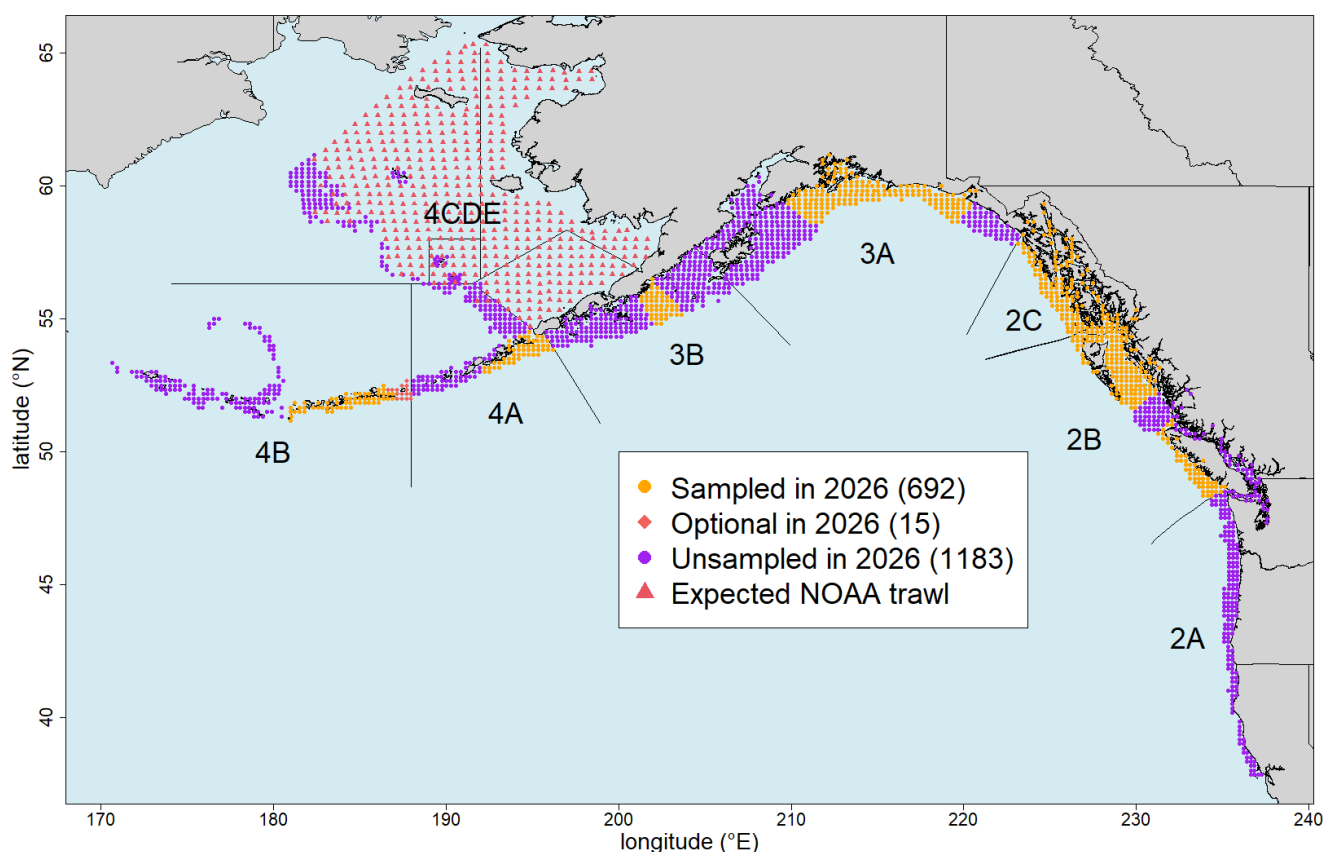 65
60
55
50
45
40
latitude (°N)
4CDE
3A
2C
3B
4A
2B
4B
2A
Sampled in 2026 (692)
Optional in 2026 (15)
Unsampled in 2026 (1183)
Expected NOAA trawl
170 180 190 200 210 220 230 240
longitude (°E)